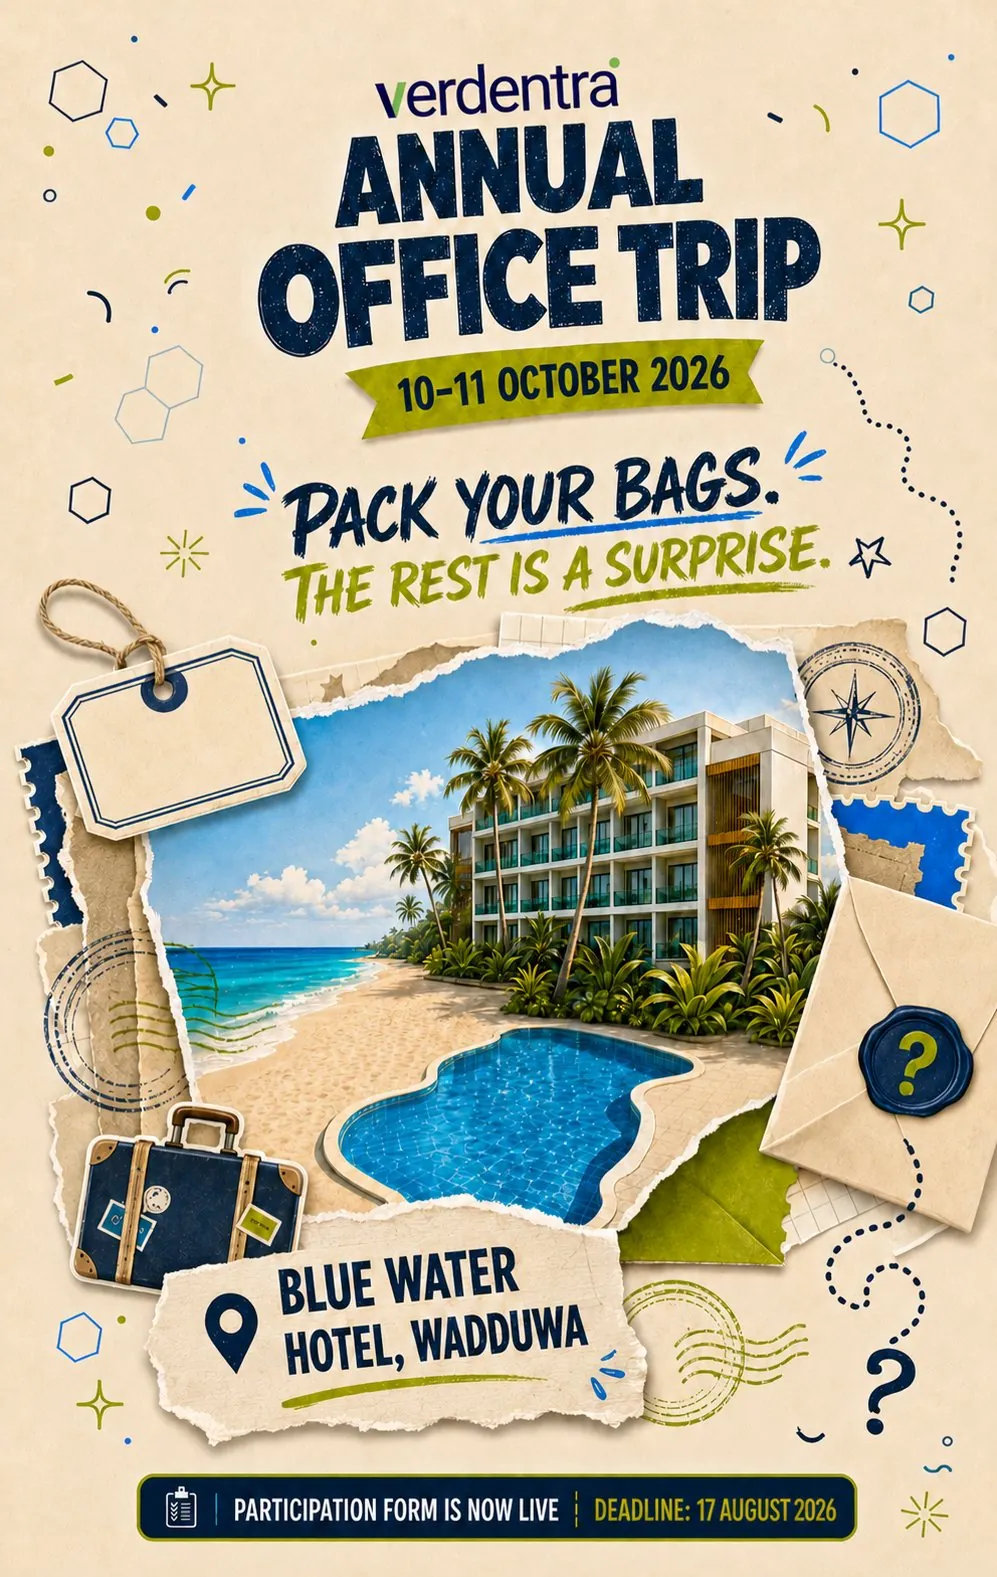 verdentra
ANNUAL
OFFICE TRIP
10-11 OCTOBER 2026
PACK YOUR BAGS.
THE REST IS A SURPRISE.
?
BLUE WATER
HOTEL, WADDUWA
?
PARTICIPATION FORM IS NOW LIVE
DEADLINE: 17 AUGUST 2026